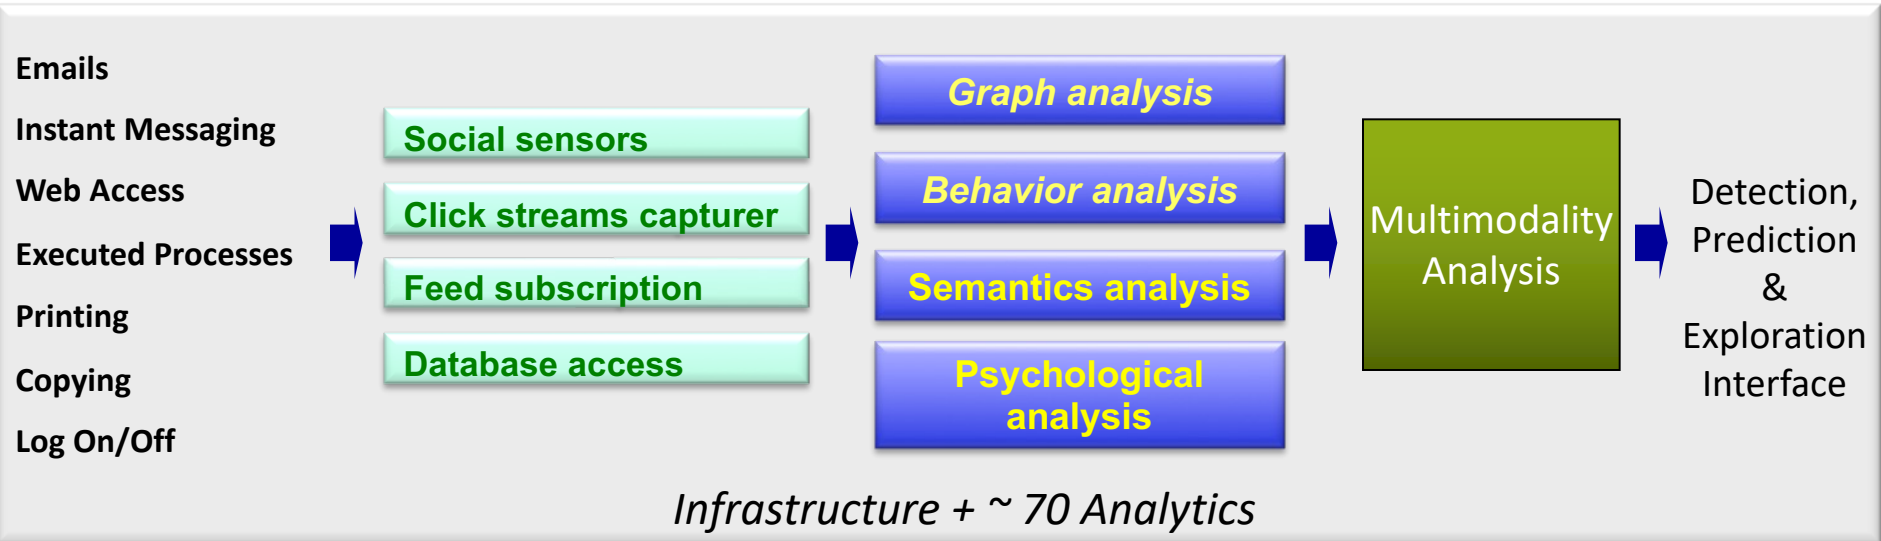 Emails
Instant Messaging
Web Access
Executed Processes
Printing
Copying
Log On/Off
Social sensors
Click streams capturer
Feed subscription
Database access
Graph analysis
Behavior analysis
Semantics analysis
Psychological
analysis
Multimodality
Analysis
Detection,
Prediction
&
Exploration
Interface
Infrastructure + ~ 70 Analytics